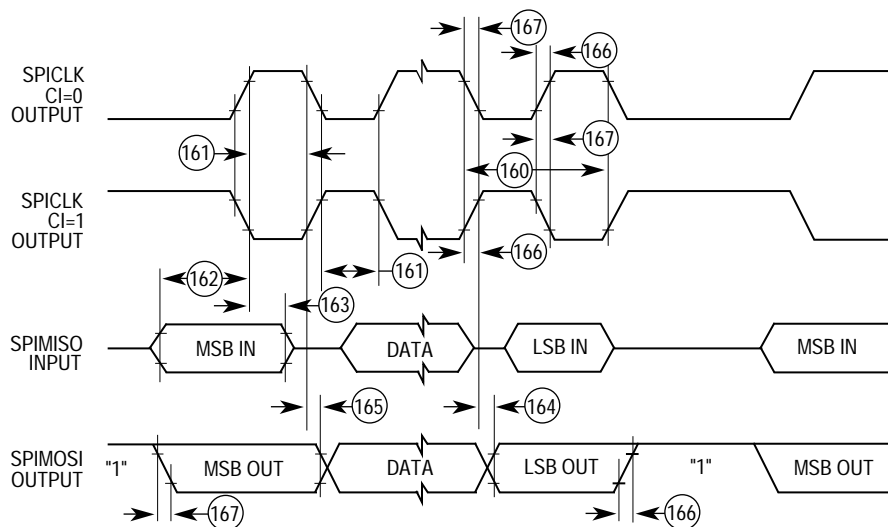 167
166
SPICLK
CI=0
OUTPUT
161
167
160
SPICLK
CI=1
OUTPUT
166
162
161
163
SPIMISO
INPUT
MSB IN
DATA
LSB IN
MSB IN
165
164
SPIMOSI
OUTPUT
"1"
MSB OUT
DATA
LSB OUT
"1"
MSB OUT
167
166